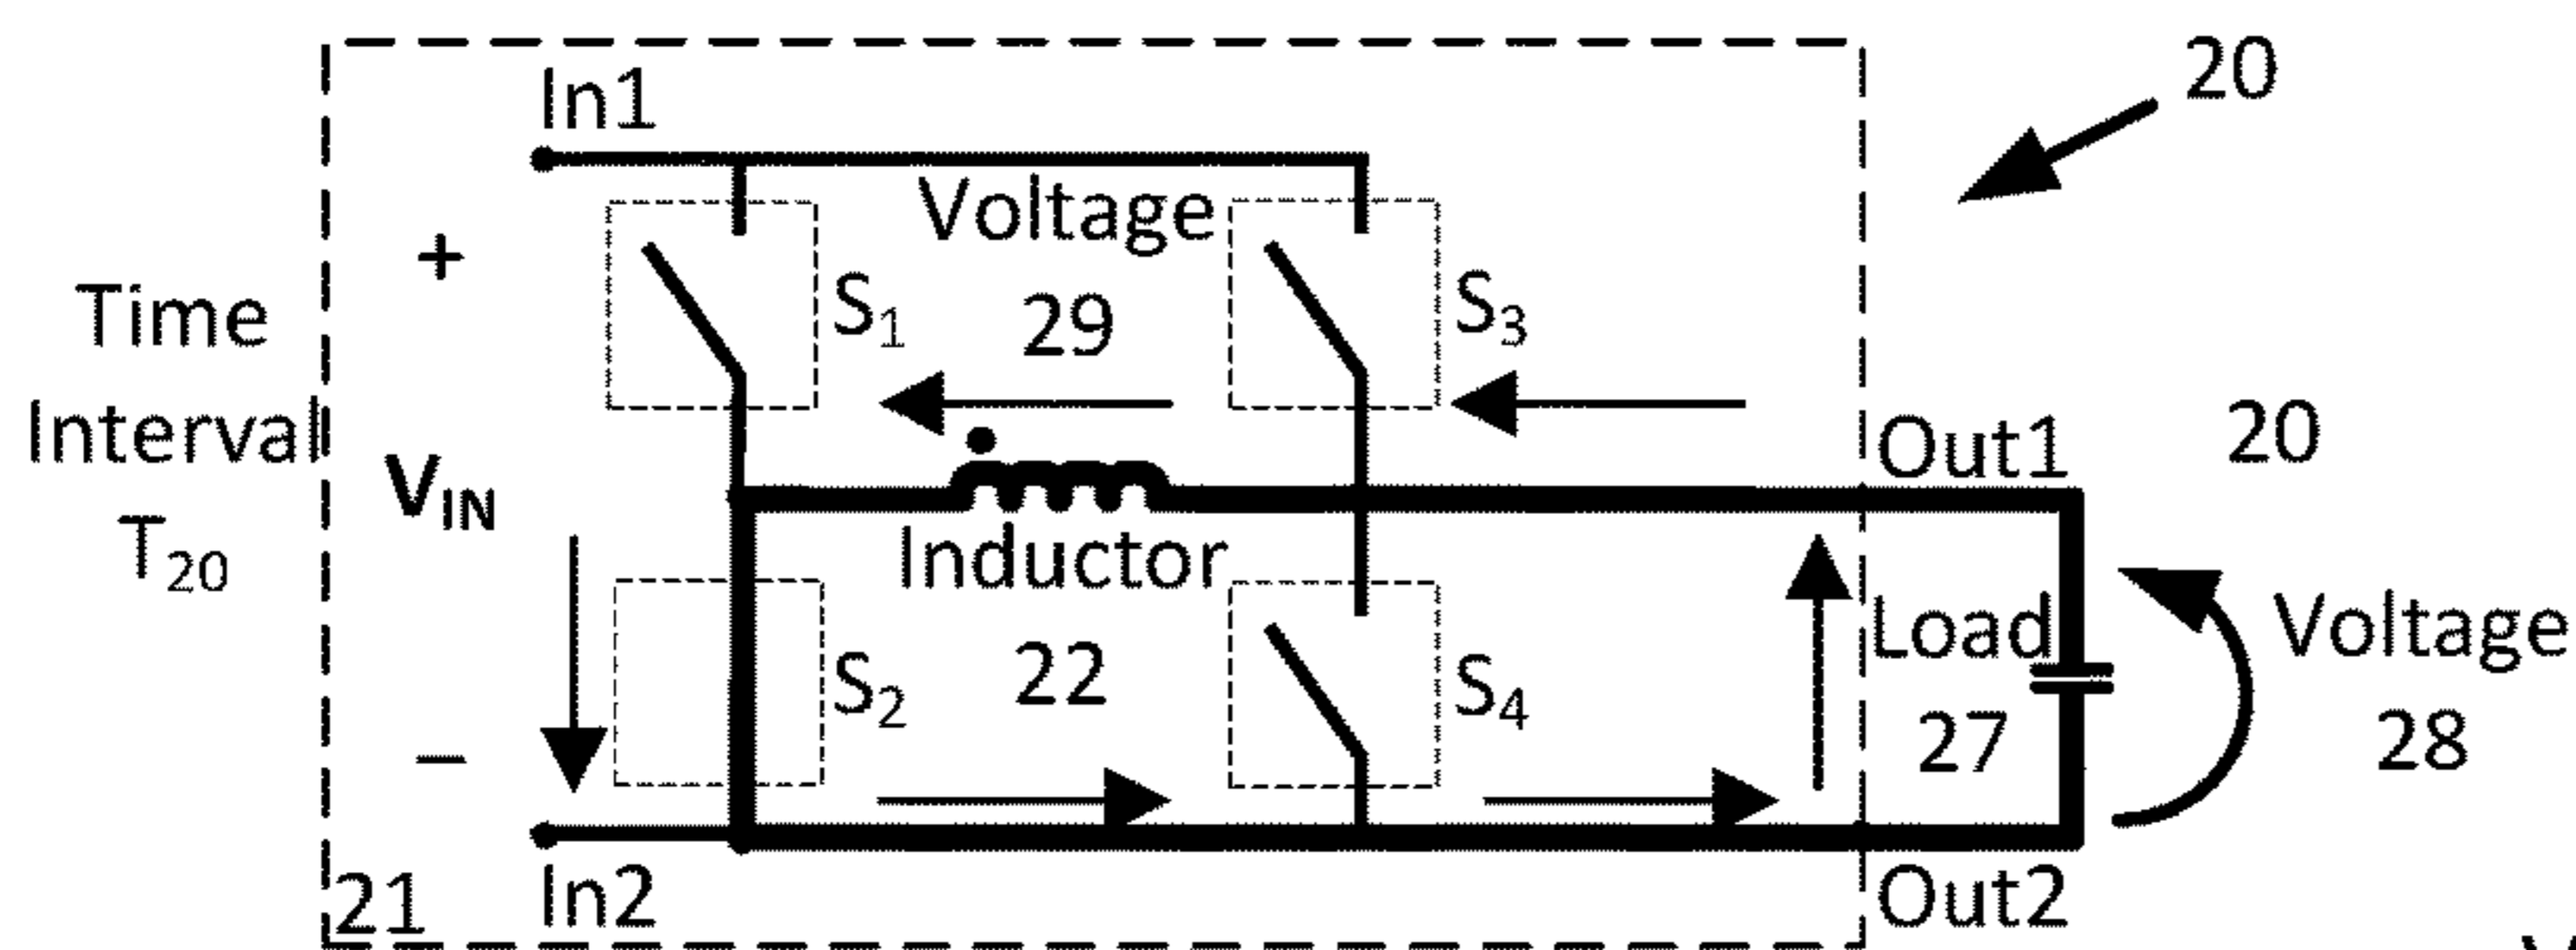 20
In1
Voltage
29
+
S1
S3
Time
Interval
T20
VIN
Out1
20
Inductor
22
S2
S4
Load
27
Voltage
28
−
21
In2
Out2